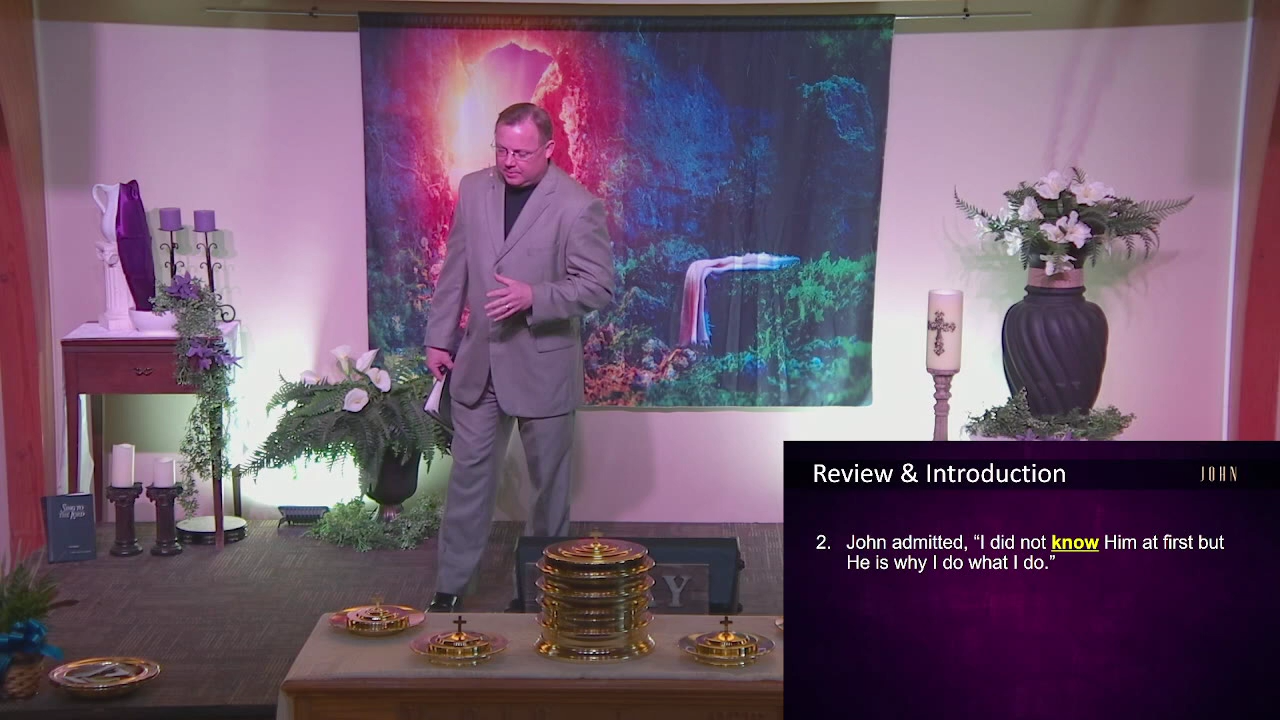 Review & Introduction
JOHN
2. John admitted, “I did not know Him at first but
He is why I do what I do.”
Y